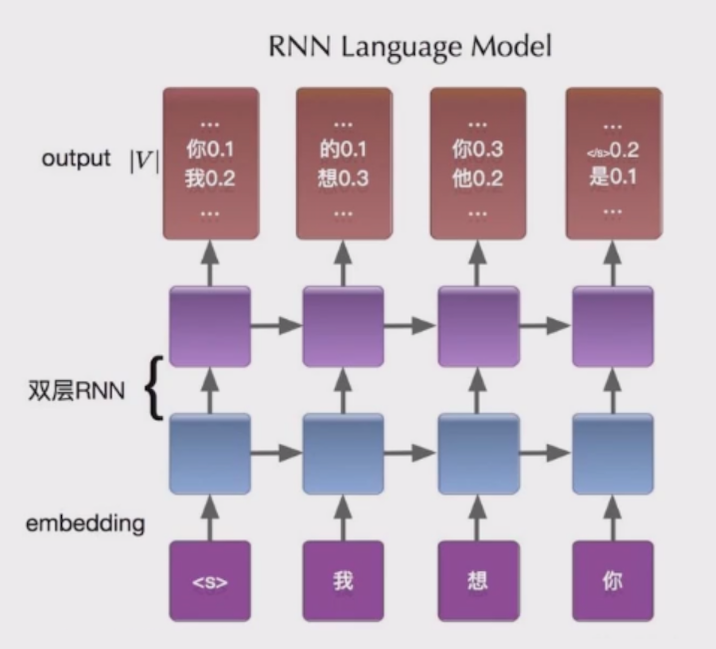 RNN Language Model
output |V|
...
你0.1
我0.2
...
...
的0.1
想0.3
...
...
你0.3
他0.2
...
...
</s>0.2
是0.1
...
双层RNN
embedding
<s>
我
想
你